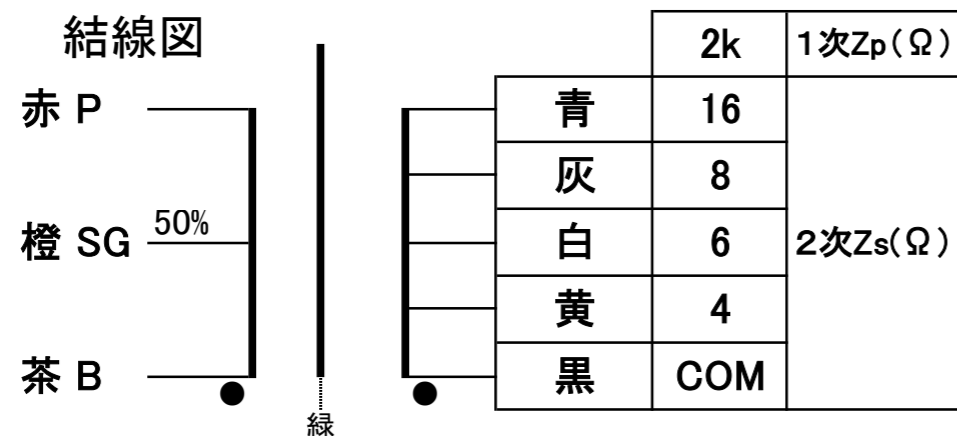 結線図
2k 1次Zp(Ω)
赤 P 青 16
灰 8
橙 SG 50% 白 6 2次Zs(Ω)
黄 4
茶 B 黒 COM
緑